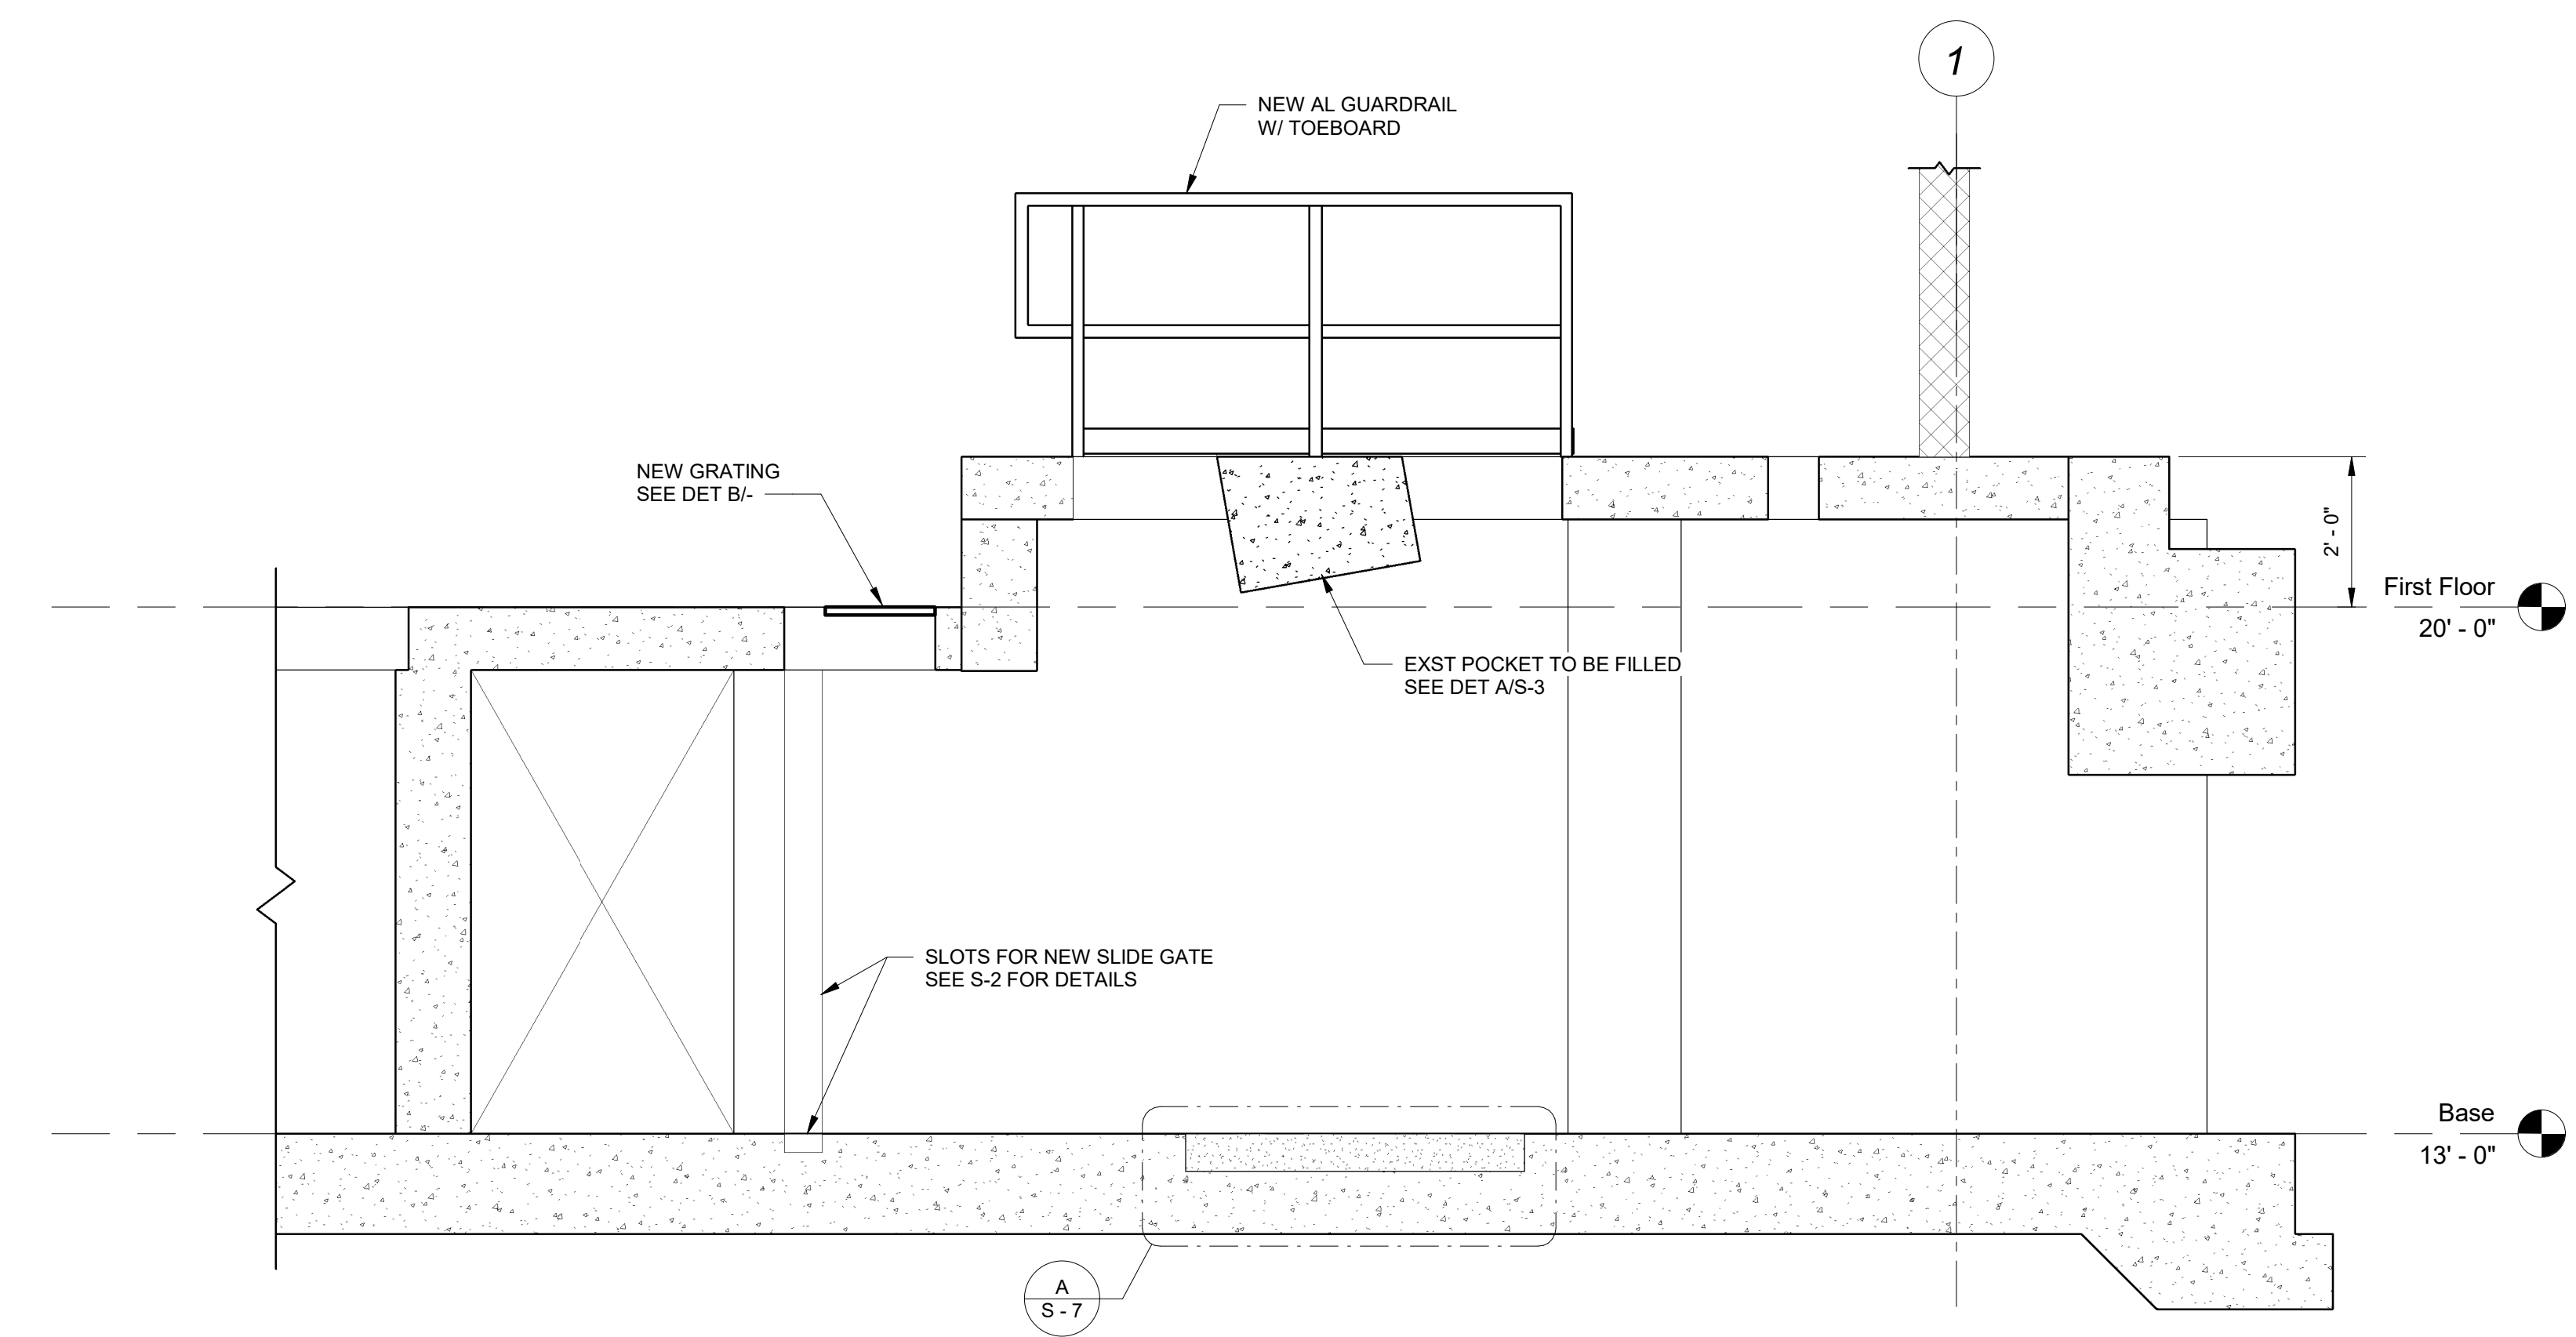 1
NEW AL GUARDRAIL
W/ TOEBOARD
NEW GRATING
SEE DET B/-
2' - 0"
First Floor
20' - 0"
EXST POCKET TO BE FILLED
SEE DET A/S-3
SLOTS FOR NEW SLIDE GATE
SEE S-2 FOR DETAILS
Base
13' - 0"
A
S - 7